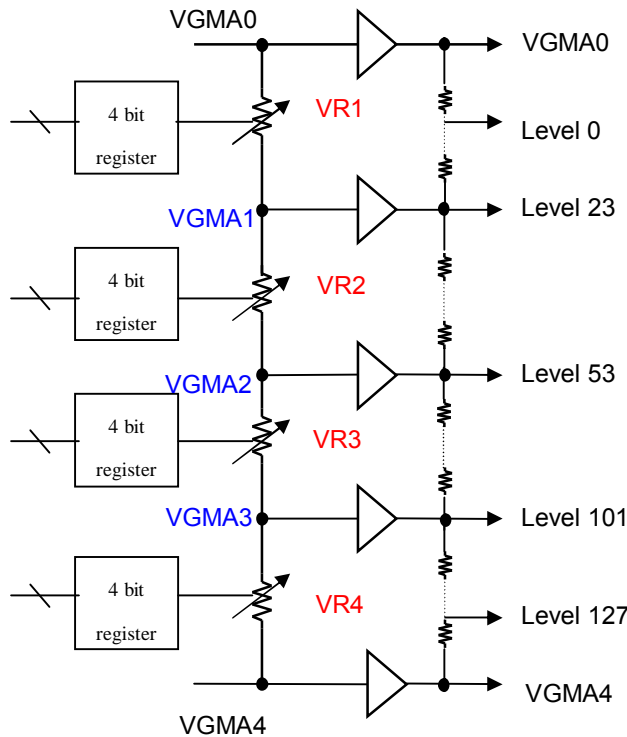 VGMA0
VGMA0
4 bit
register
VR1
Level 0
VGMA1
Level 23
4 bit
register
VR2
VGMA2
Level 53
4 bit
register
VR3
VGMA3
Level 101
4 bit
register
VR4
Level 127
VGMA4
VGMA4